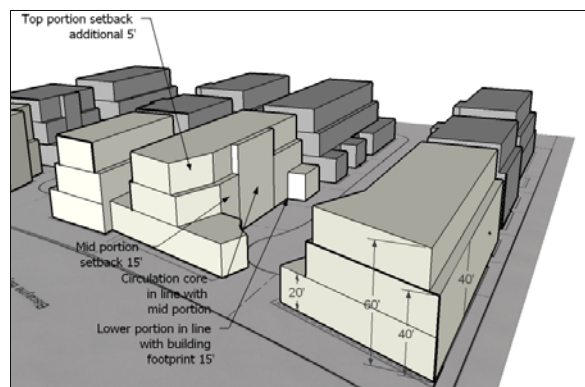 Top portion setback
additional 5'
Mid portion
setback 15'
Circulation core
in line with
mid portion
Lower portion in line
with building
footprint 15'
20'
60'
40'
40'